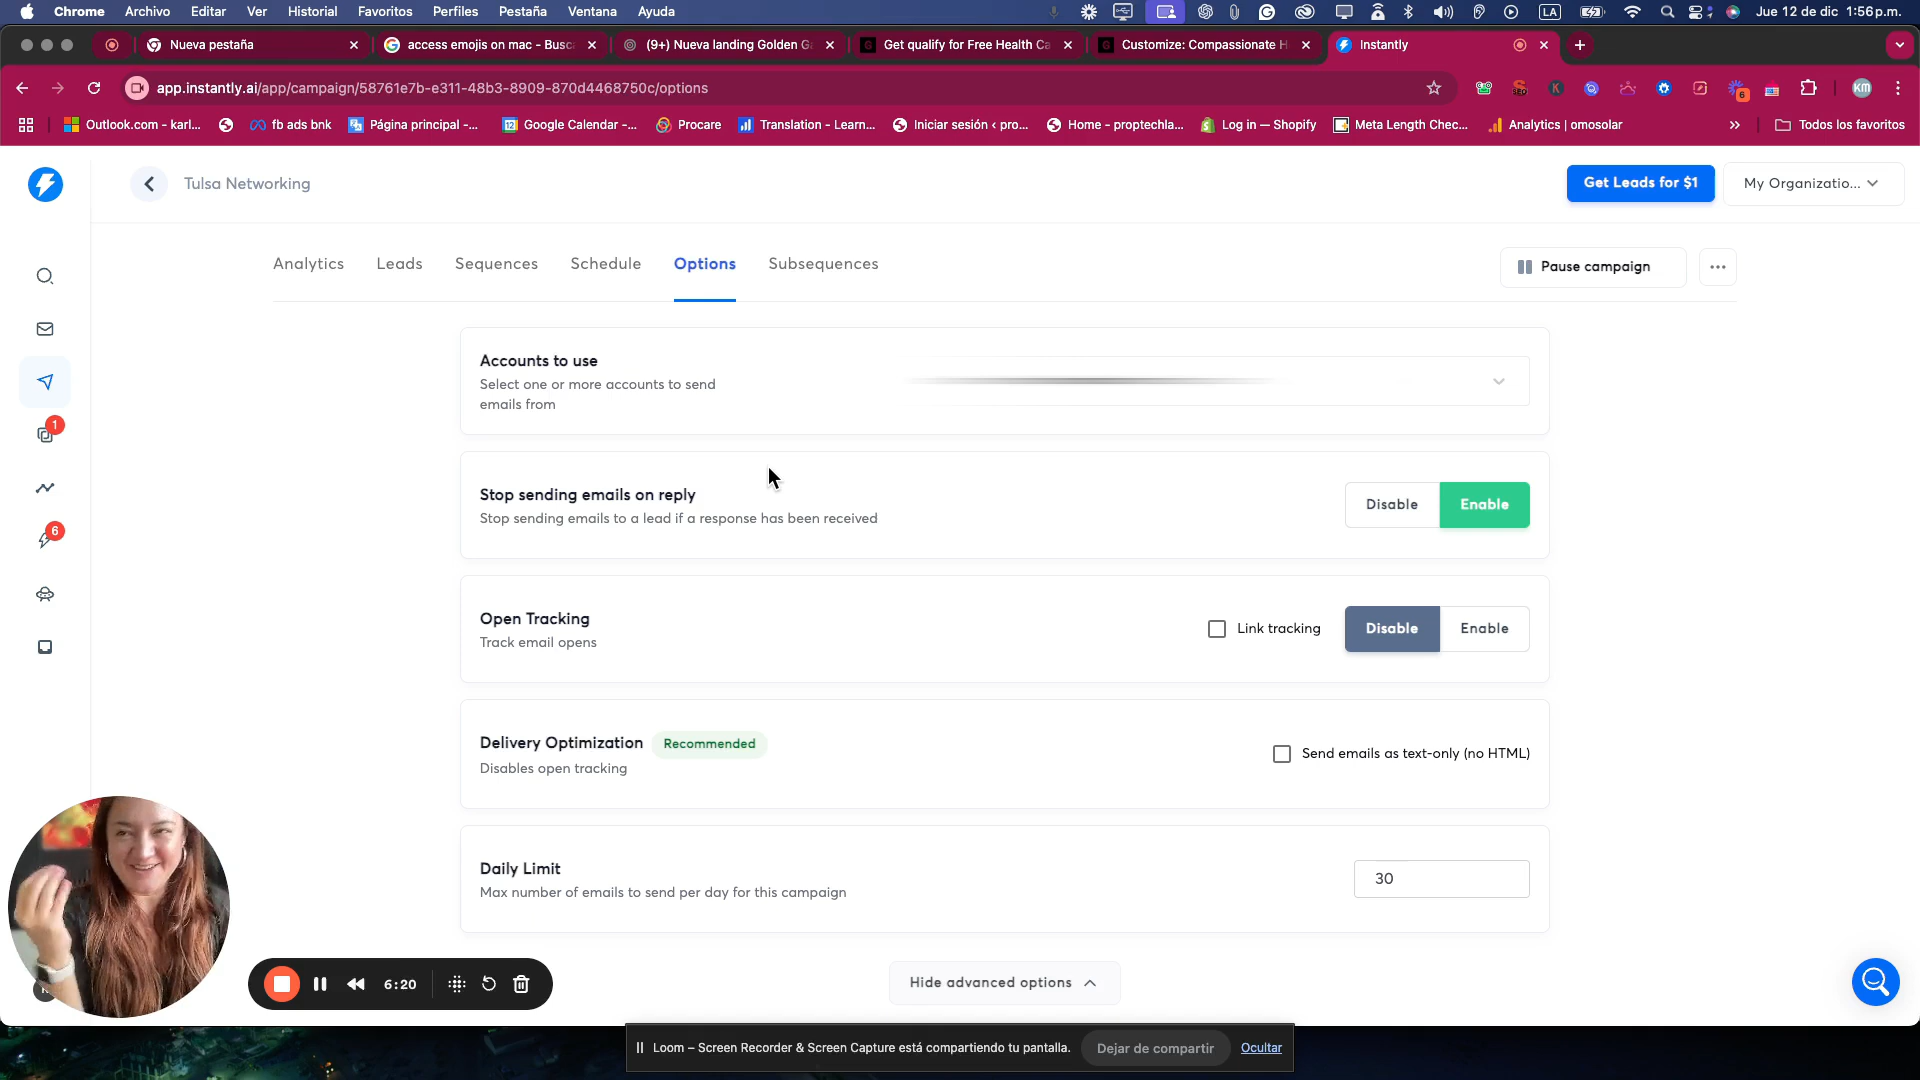 Chrome Archivo Editar Ver Historial Favoritos Perfiles Pestaña Ventana Ayuda
LA
Jue 12 de dic 1:56 p.m.
Nueva pestaña
access emojis on mac - Busc
(9+) Nueva landing Golden G
Get qualify for Free Health Ca
Customize: Compassionate H
Instantly
app.instantly.ai/app/campaign/58761e7b-e311-48b3-8909-870d4468750c/options
SEO
K
6
KM
Outlook.com - karl...
fb ads bnk
Página principal -...
Google Calendar -...
Procare
Translation - Learn...
Iniciar sesión ‹ pro...
Home - proptechla...
Log in — Shopify
Meta Length Chec...
Analytics | omosolar
Todos los favoritos
Tulsa Networking
Get Leads for $1
My Organizatio...
Analytics
Leads
Sequences
Schedule
Options
Subsequences
Pause campaign
1
6
Accounts to use
Select one or more accounts to send
emails from
Stop sending emails on reply
Stop sending emails to a lead if a response has been received
Disable
Enable
Open Tracking
Track email opens
Link tracking
Disable
Enable
Delivery Optimization
Recommended
Disables open tracking
Send emails as text-only (no HTML)
Daily Limit
Max number of emails to send per day for this campaign
30
6:20
Hide advanced options
Loom – Screen Recorder & Screen Capture está compartiendo tu pantalla.
Dejar de compartir
Ocultar